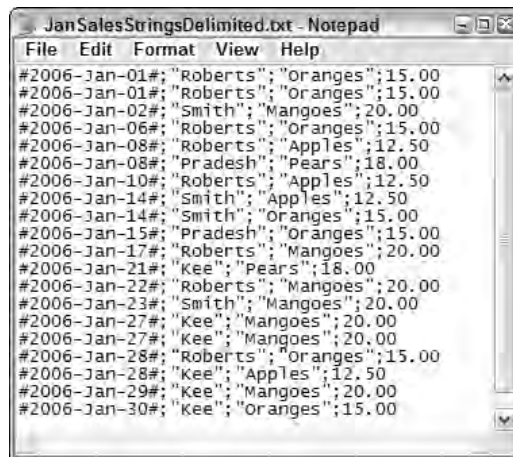 JanSalesStringsDelimited.txt - Notepad
File Edit Format View Help
#2006-Jan-01#;"Roberts";"Oranges";15.00
#2006-Jan-01#;"Roberts";"Oranges";15.00
#2006-Jan-02#;"Smith";"Mangoes";20.00
#2006-Jan-06#;"Roberts";"Oranges";15.00
#2006-Jan-08#;"Roberts";"Apples";12.50
#2006-Jan-08#;"Pradesh";"Pears";18.00
#2006-Jan-10#;"Roberts";"Apples";12.50
#2006-Jan-14#;"Smith";"Apples";12.50
#2006-Jan-14#;"Smith";"Oranges";15.00
#2006-Jan-15#;"Pradesh";"Oranges";15.00
#2006-Jan-17#;"Roberts";"Mangoes";20.00
#2006-Jan-21#;"Kee";"Pears";18.00
#2006-Jan-22#;"Roberts";"Mangoes";20.00
#2006-Jan-23#;"Smith";"Mangoes";20.00
#2006-Jan-27#;"Kee";"Mangoes";20.00
#2006-Jan-27#;"Kee";"Mangoes";20.00
#2006-Jan-28#;"Roberts";"Oranges";15.00
#2006-Jan-28#;"Kee";"Apples";12.50
#2006-Jan-29#;"Kee";"Mangoes";20.00
#2006-Jan-30#;"Kee";"Oranges";15.00